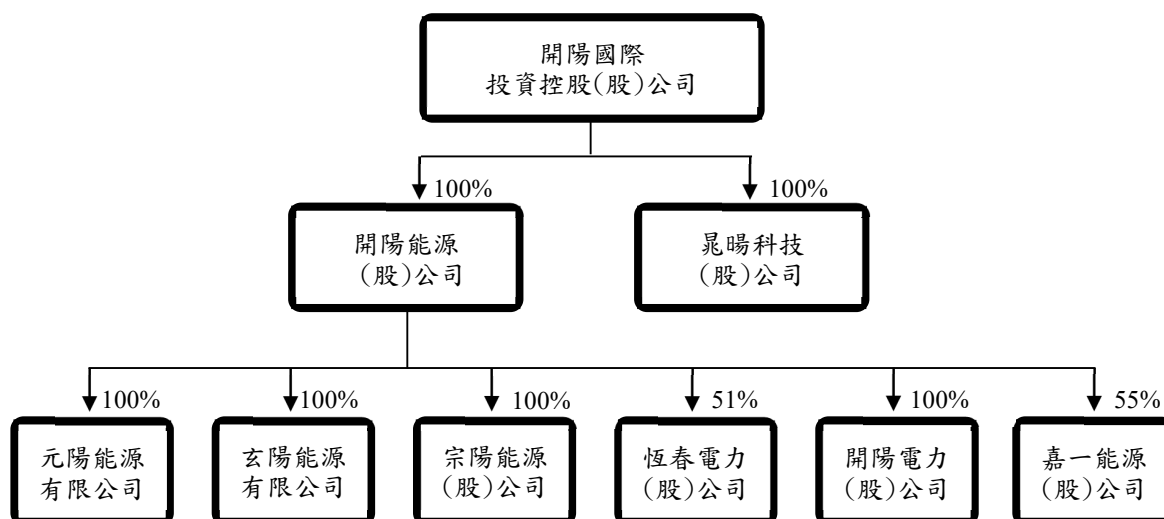 開陽國際
投資控股(股)公司
100%
100%
開陽能源
(股)公司
晁暘科技
(股)公司
100%
100%
100%
51%
100%
55%
元陽能源
有限公司
玄陽能源
有限公司
宗陽能源
(股)公司
恆春電力
(股)公司
開陽電力
(股)公司
嘉一能源
(股)公司